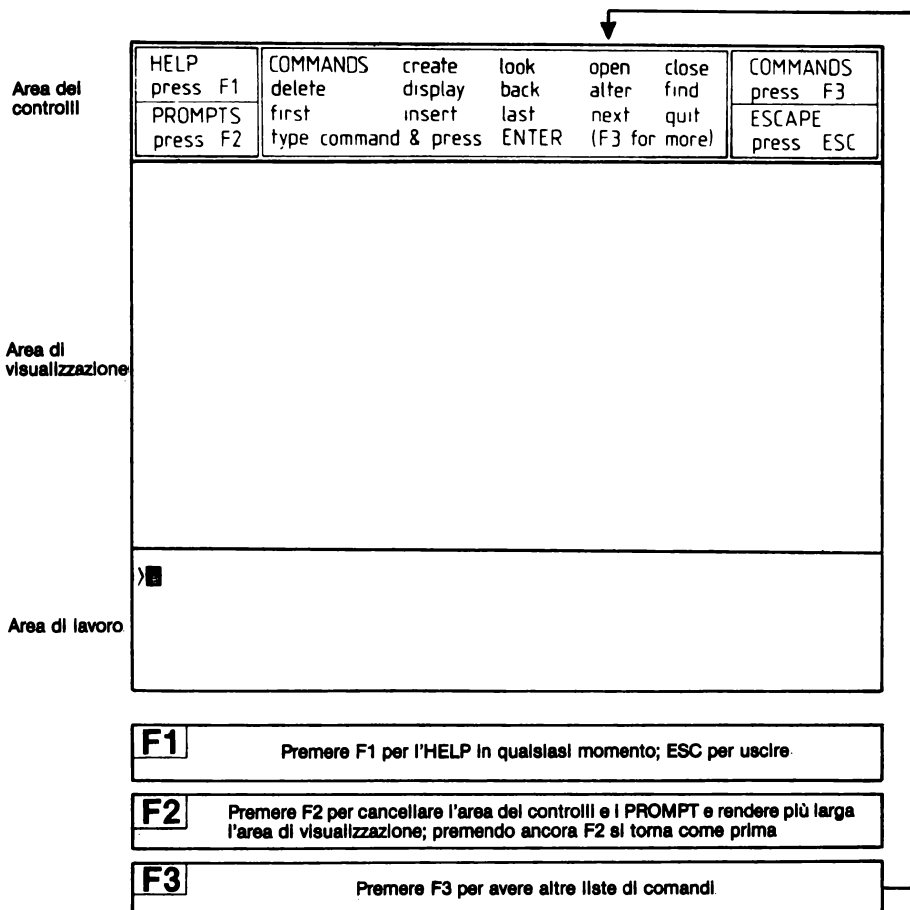 Area dei
controlli
HELP
press F1
PROMPTS
press F2
COMMANDS create look open close
delete display back alter find
first insert last next quit
type command & press ENTER (F3 for more)
COMMANDS
press F3
ESCAPE
press ESC
Area di
visualizzazione
>
Area di lavoro
F1
Premere F1 per l'HELP in qualsiasi momento; ESC per uscire
F2
Premere F2 per cancellare l'area dei controlli e i PROMPT e rendere più larga
l'area di visualizzazione; premendo ancora F2 si torna come prima
F3
Premere F3 per avere altre liste di comandi